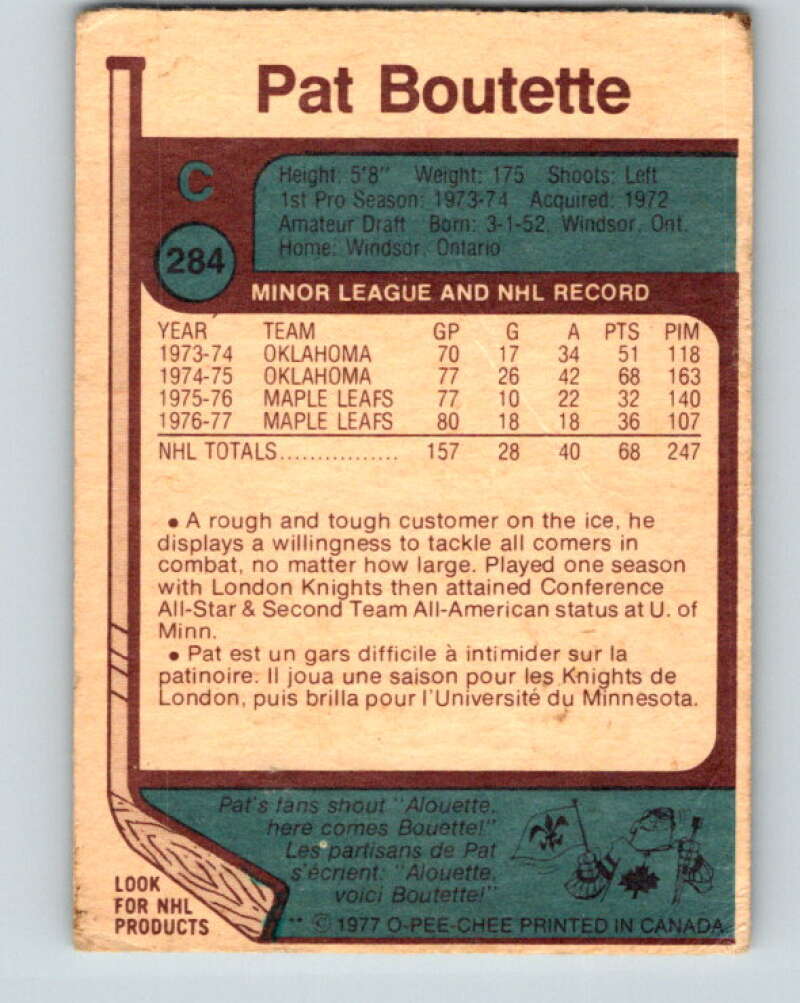 Pat Boutette
C
284
Height: 5'8" Weight: 175 Shoots: Left
1st Pro Season: 1973-74 Acquired: 1972
Amateur Draft Born: 3-1-52, Windsor, Ont.
Home: Windsor, Ontario
MINOR LEAGUE AND NHL RECORD
YEAR TEAM GP G A PTS PIM
1973-74 OKLAHOMA 70 17 34 51 118
1974-75 OKLAHOMA 77 26 42 68 163
1975-76 MAPLE LEAFS 77 10 22 32 140
1976-77 MAPLE LEAFS 80 18 18 36 107
NHL TOTALS................ 157 28 40 68 247
• A rough and tough customer on the ice, he
displays a willingness to tackle all comers in
combat, no matter how large. Played one season
with London Knights then attained Conference
All-Star & Second Team All-American status at U. of
Minn.
• Pat est un gars difficile à intimider sur la
patinoire. Il joua une saison pour les Knights de
London, puis brilla pour l'Université du Minnesota.
Pat's fans shout "Alouette,
here comes Bouette!"
Les partisans de Pat
s'écrient: "Alouette,
voici Boutette!"
LOOK
FOR NHL
PRODUCTS
** © 1977 O-PEE-CHEE PRINTED IN CANADA